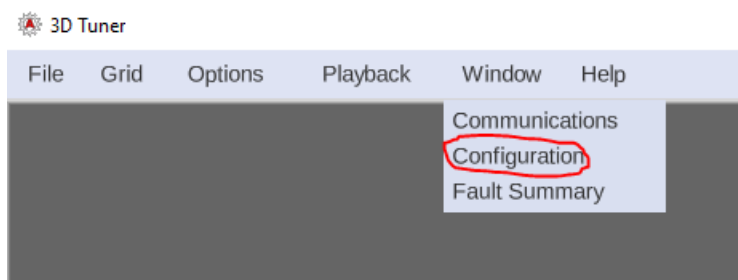 3D Tuner
File Grid Options Playback Window Help
Communications
Configuration
Fault Summary